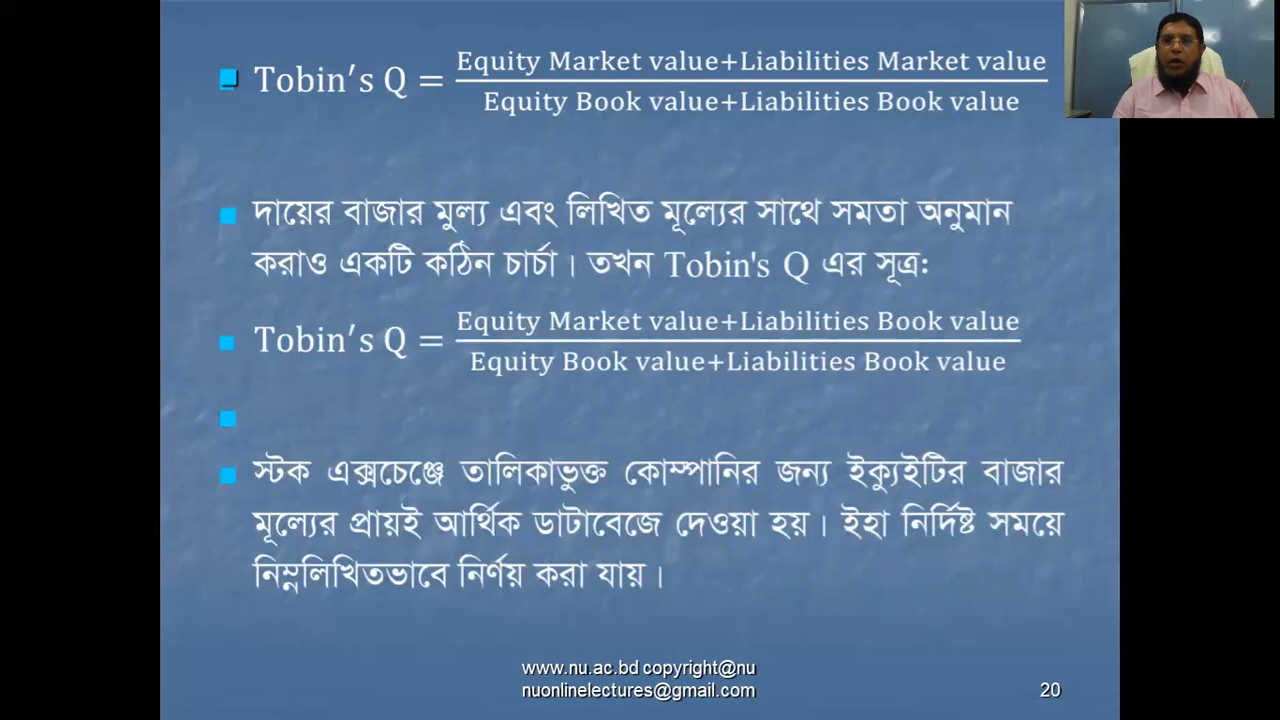 Tobin′s Q = (Equity Market value+Liabilities Market value)/(Equity Book value+Liabilities Book value)
দায়ের বাজার মুল্য এবং লিখিত মূল্যের সাথে সমতা অনুমান
করাও একটি কঠিন চার্চা। তখন Tobin's Q এর সূত্রঃ
Tobin′s Q = (Equity Market value+Liabilities Book value)/(Equity Book value+Liabilities Book value)
স্টক এক্সচেঞ্জে তালিকাভুক্ত কোম্পানির জন্য ইক্যুইটির বাজার
মূল্যের প্রায়ই আর্থিক ডাটাবেজে দেওয়া হয়। ইহা নির্দিষ্ট সময়ে
নিম্নলিখিতভাবে নির্ণয় করা যায়।
www.nu.ac.bd copyright@nu
nuonlinelectures@gmail.com
20